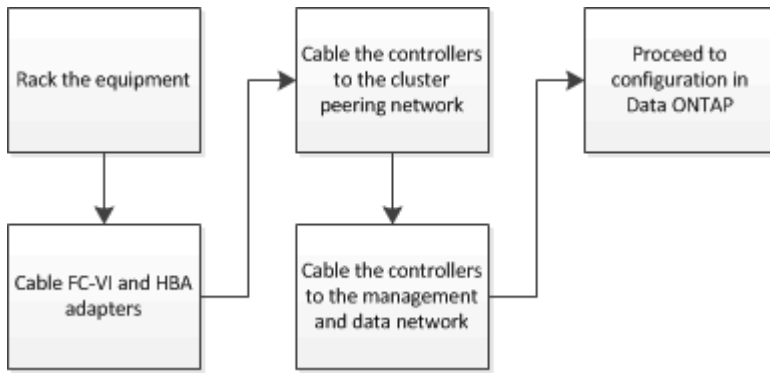 Rack the equipment
Cable FC-VI and HBA
adapters
Cable the controllers
to the cluster
peering network
Cable the controllers
to the management
and data network
Proceed to
configuration in
Data ONTAP